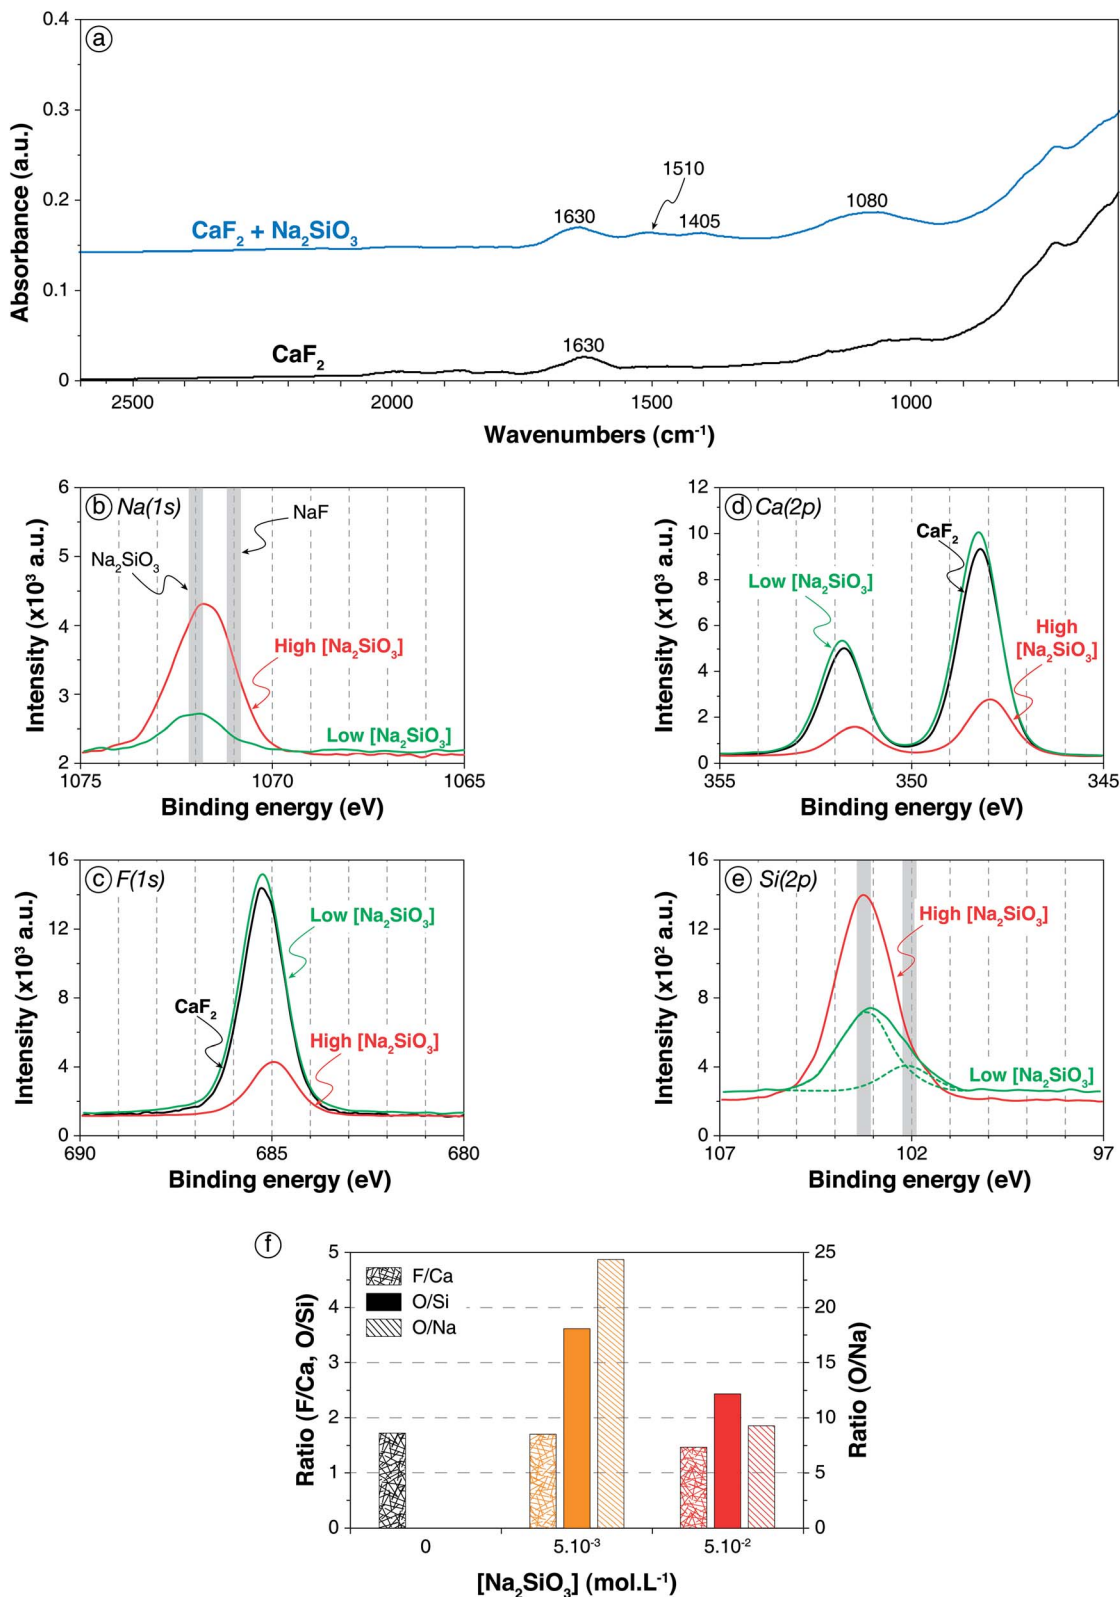 a
Absorbance (a.u.)
0.4
0.3
0.2
0.1
0
CaF₂ + Na₂SiO₃
1630
1510
1405
1080
CaF₂
1630
2500
2000
1500
1000
Wavenumbers (cm⁻¹)
b Na(1s)
Intensity (x10³ a.u.)
6
5
4
3
2
NaF
Na₂SiO₃
High [Na₂SiO₃]
Low [Na₂SiO₃]
1075
1070
1065
Binding energy (eV)
d Ca(2p)
Intensity (x10³ a.u.)
12
10
8
6
4
2
0
CaF₂
Low [Na₂SiO₃]
High
[Na₂SiO₃]
355
350
345
Binding energy (eV)
c F(1s)
Intensity (x10³ a.u.)
16
12
8
4
0
Low [Na₂SiO₃]
CaF₂
High [Na₂SiO₃]
690
685
680
Binding energy (eV)
e Si(2p)
Intensity (x10² a.u.)
16
12
8
4
0
High [Na₂SiO₃]
Low [Na₂SiO₃]
107
102
97
Binding energy (eV)
f
Ratio (F/Ca, O/Si)
5
4
3
2
1
0
F/Ca
O/Si
O/Na
25
20
15
10
5
0
Ratio (O/Na)
0
5.10⁻³
5.10⁻²
[Na₂SiO₃] (mol.L⁻¹)